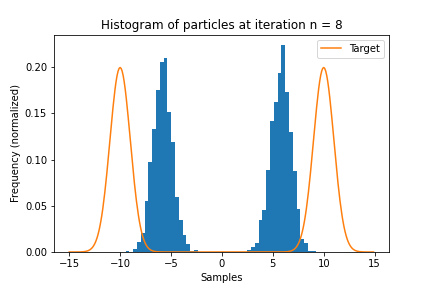 Histogram of particles at iteration n = 8
Target
Frequency (normalized)
0.20
0.15
0.10
0.05
0.00
−15 −10 −5 0 5 10 15
Samples